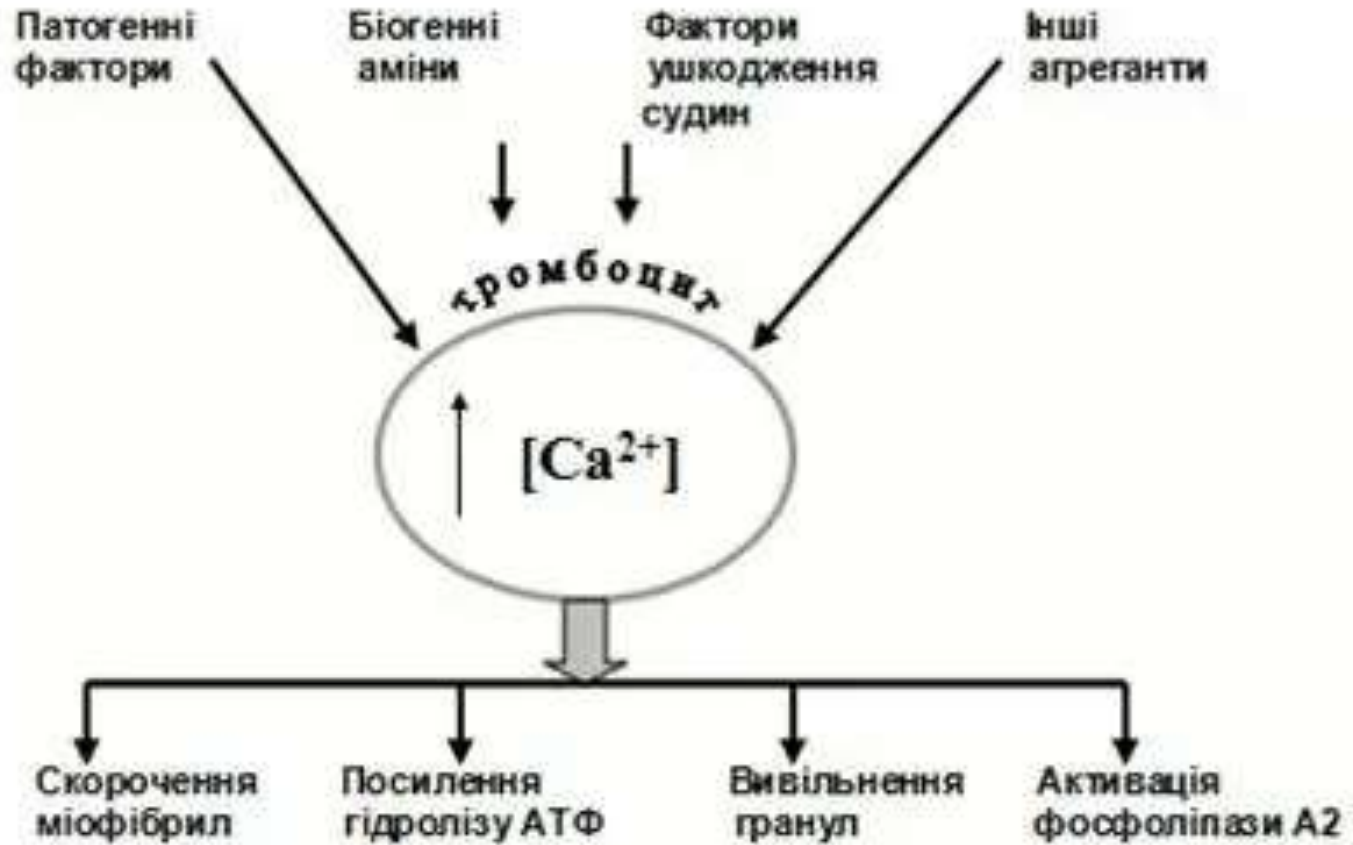 Патогенні
фактори
Біогенні
аміни
Фактори
ушкодження
судин
Інші
агреганти
тромбоцит
[Ca²⁺]
Скорочення
міофібрил
Посилення
гідролізу АТФ
Вивільнення
гранул
Активація
фосфоліпази А2